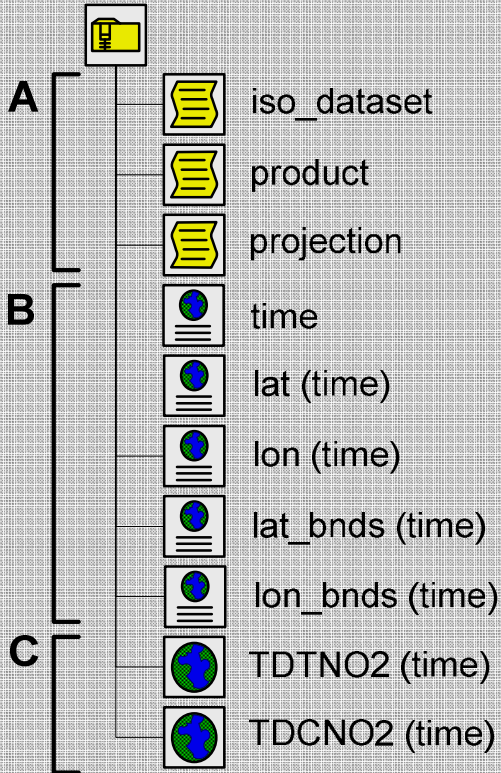 A
iso_dataset
product
projection
B
time
lat (time)
lon (time)
lat_bnds (time)
lon_bnds (time)
C
TDTNO2 (time)
TDCNO2 (time)